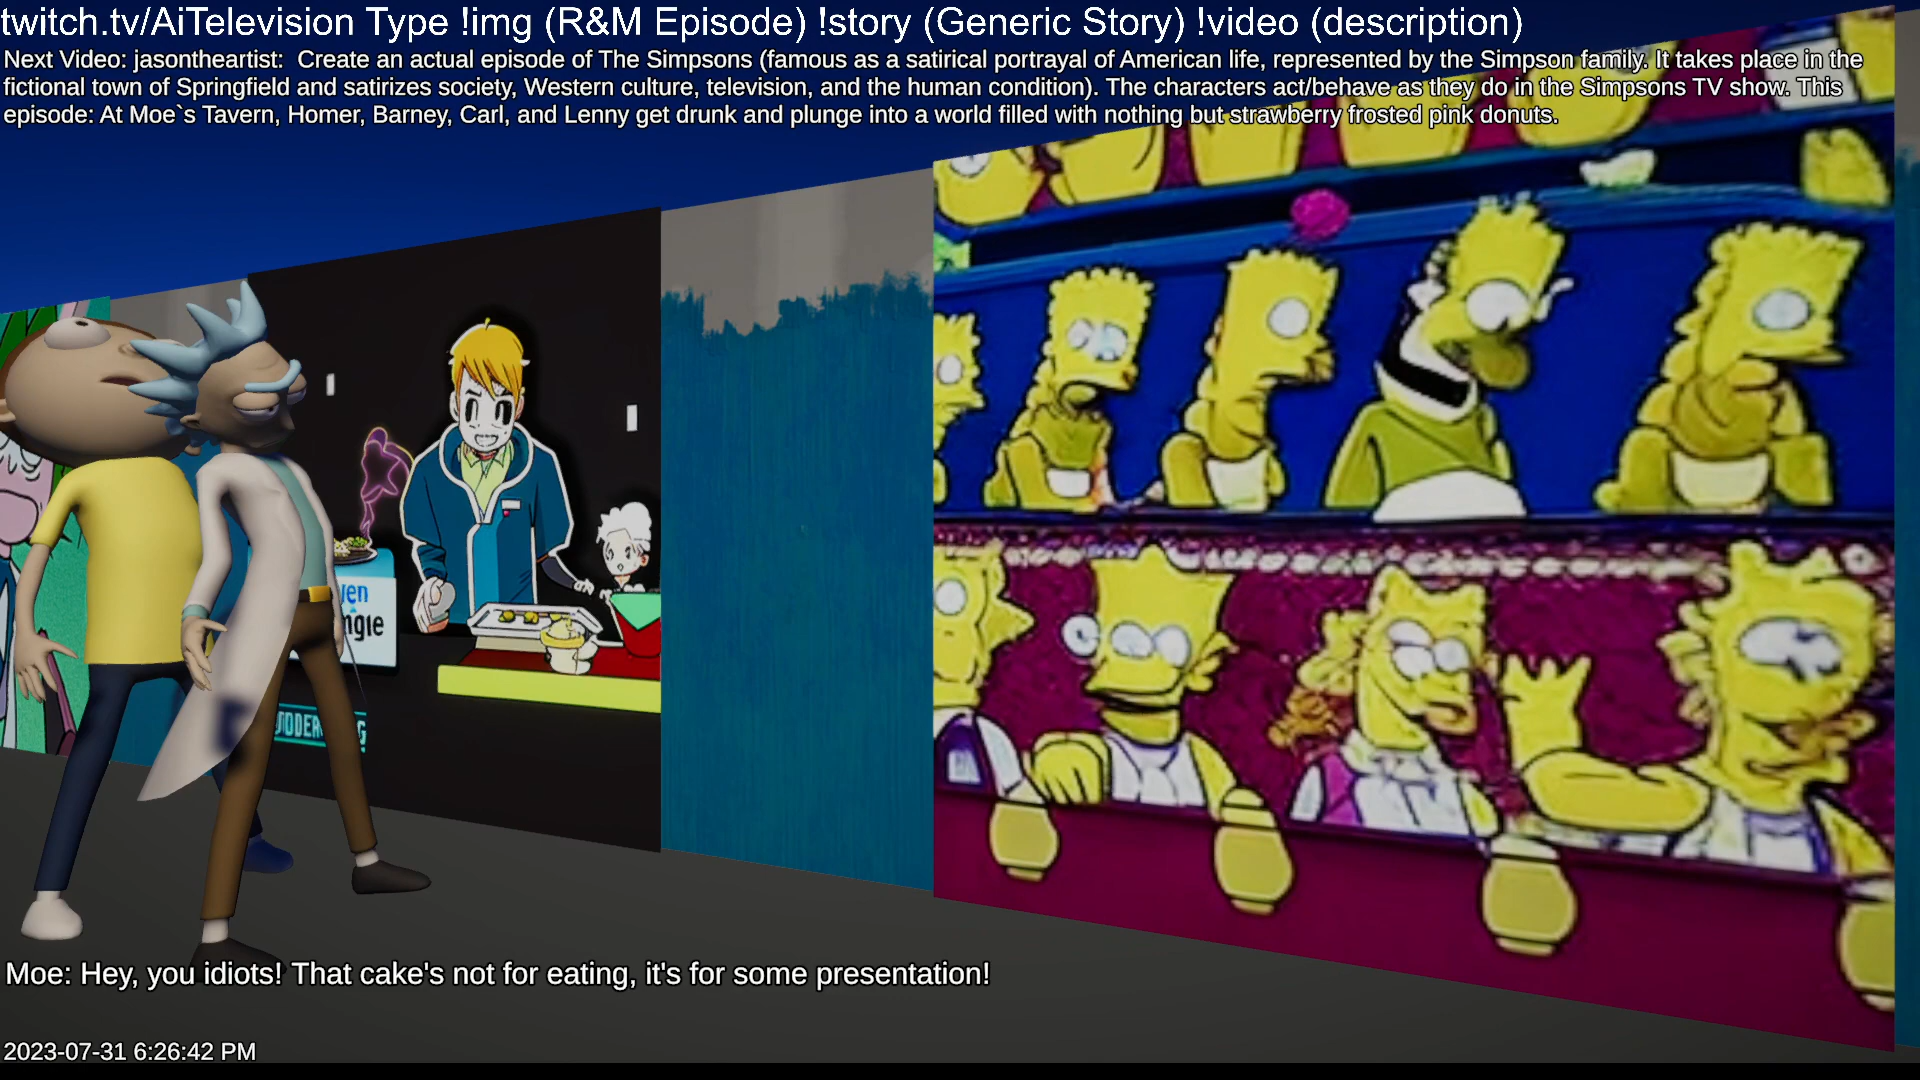 twitch.tv/AiTelevision Type !img (R&M Episode) !story (Generic Story) !video (description)
Next Video: jasontheartist:  Create an actual episode of The Simpsons (famous as a satirical portrayal of American life, represented by the Simpson family. It takes place in the
fictional town of Springfield and satirizes society, Western culture, television, and the human condition). The characters act/behave as they do in the Simpsons TV show. This
episode: At Moe`s Tavern, Homer, Barney, Carl, and Lenny get drunk and plunge into a world filled with nothing but strawberry frosted pink donuts.
Moe: Hey, you idiots! That cake's not for eating, it's for some presentation!
2023-07-31 6:26:42 PM